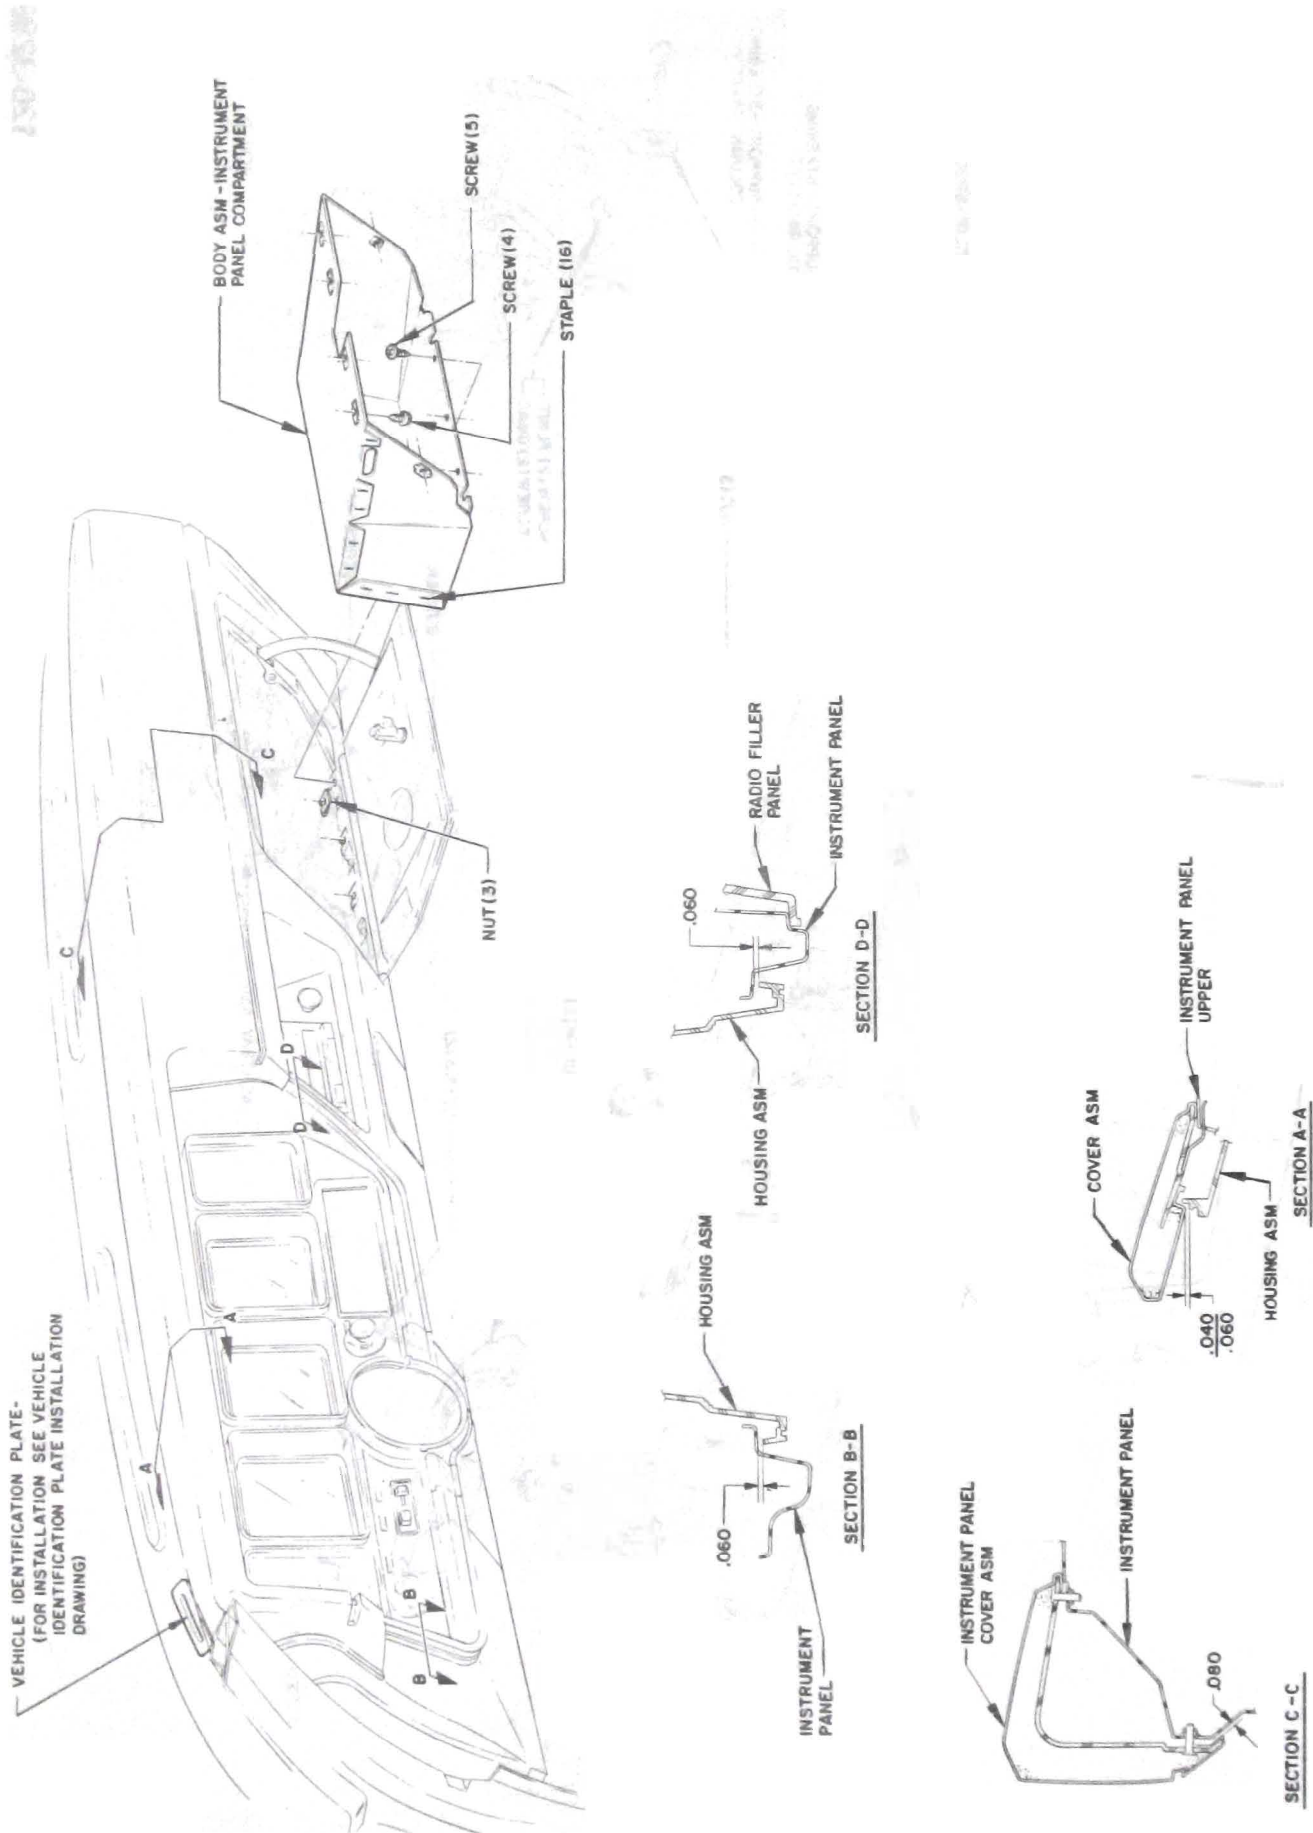 VEHICLE IDENTIFICATION PLATE-
(FOR INSTALLATION SEE VEHICLE
IDENTIFICATION PLATE INSTALLATION
DRAWING)
BODY ASM-INSTRUMENT
PANEL COMPARTMENT
C
C
A
A
D
D
B
B
SCREW(5)
SCREW(4)
STAPLE (16)
NUT(3)
.060
HOUSING ASM
INSTRUMENT
PANEL
SECTION B-B
.060
RADIO FILLER
PANEL
HOUSING ASM
INSTRUMENT PANEL
SECTION D-D
INSTRUMENT PANEL
COVER ASM
INSTRUMENT PANEL
.080
SECTION C-C
COVER ASM
INSTRUMENT PANEL
UPPER
.040
.060
HOUSING ASM
SECTION A-A